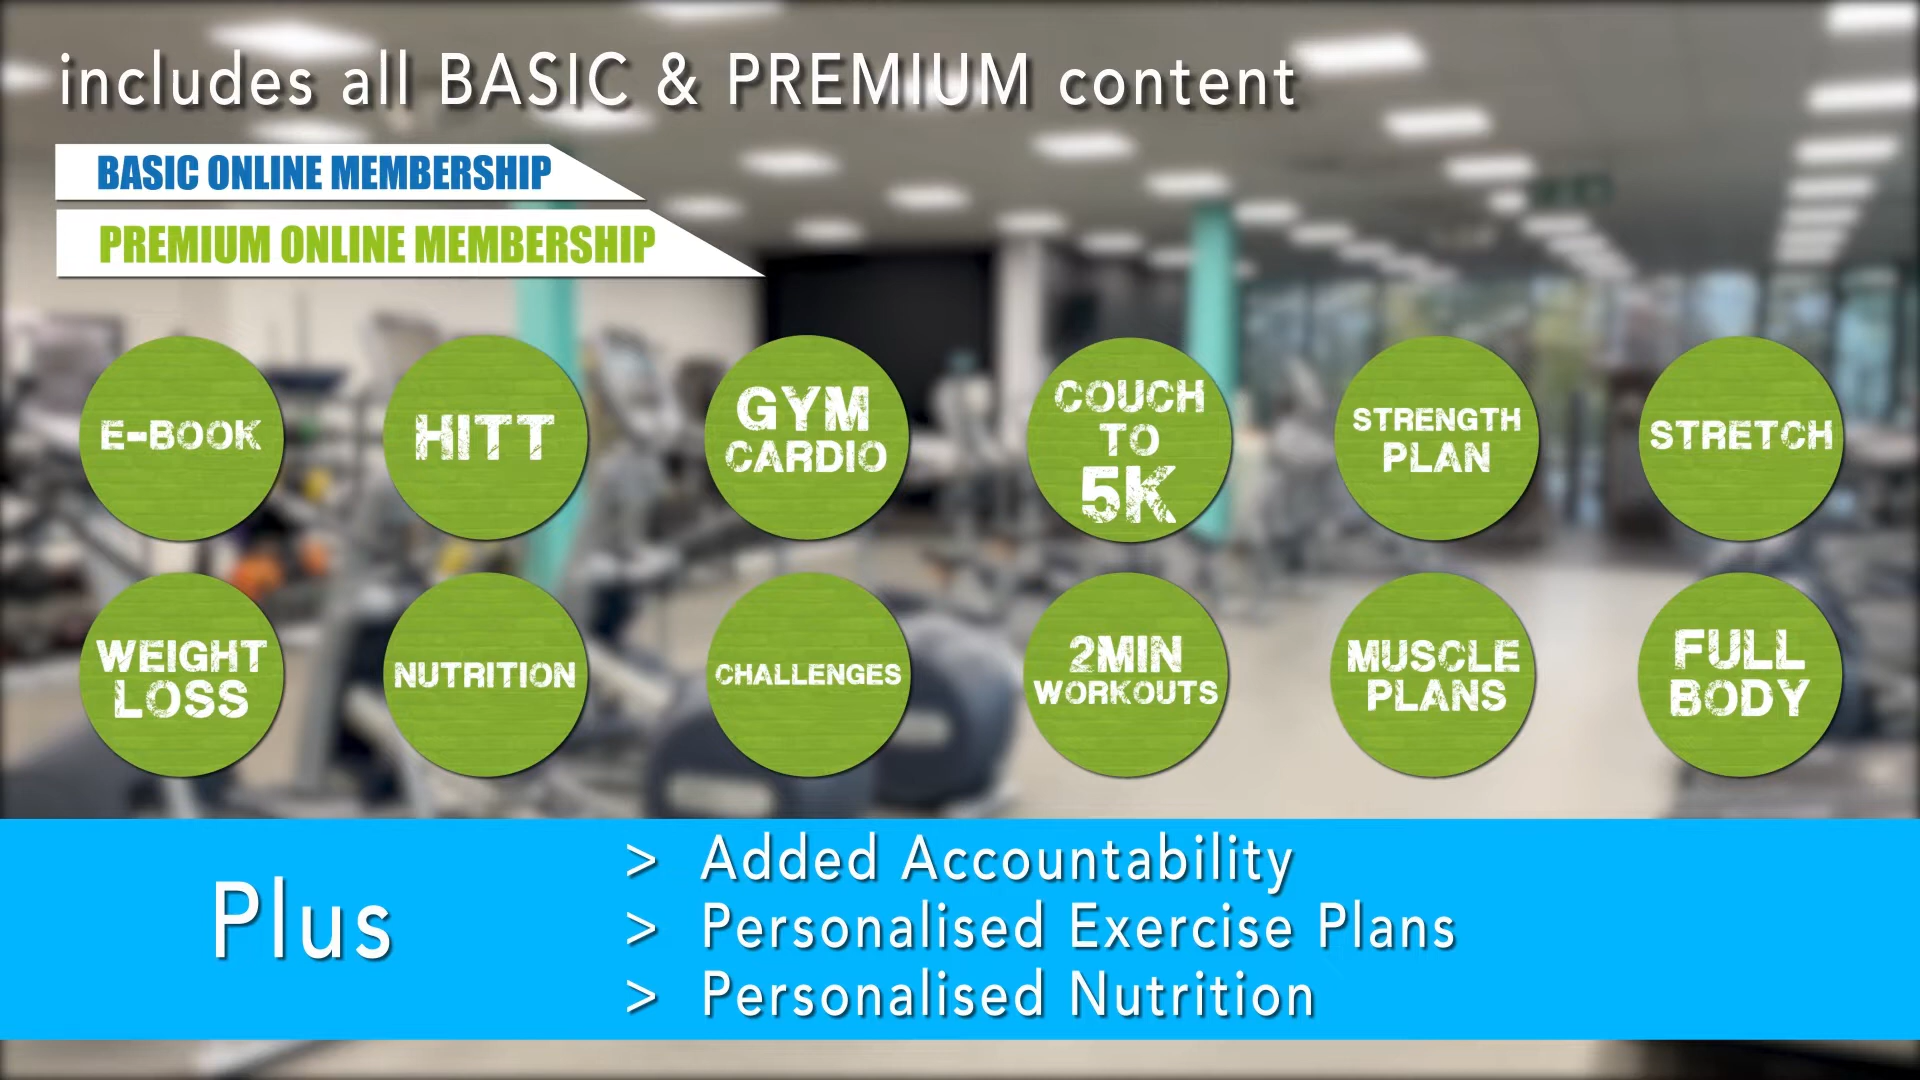 includes all BASIC & PREMIUM content
BASIC ONLINE MEMBERSHIP
PREMIUM ONLINE MEMBERSHIP
E-BOOK
HITT
GYM
CARDIO
COUCH
TO
5K
STRENGTH
PLAN
STRETCH
WEIGHT
LOSS
NUTRITION
CHALLENGES
2MIN
WORKOUTS
MUSCLE
PLANS
FULL
BODY
Plus
> Added Accountability
> Personalised Exercise Plans
> Personalised Nutrition